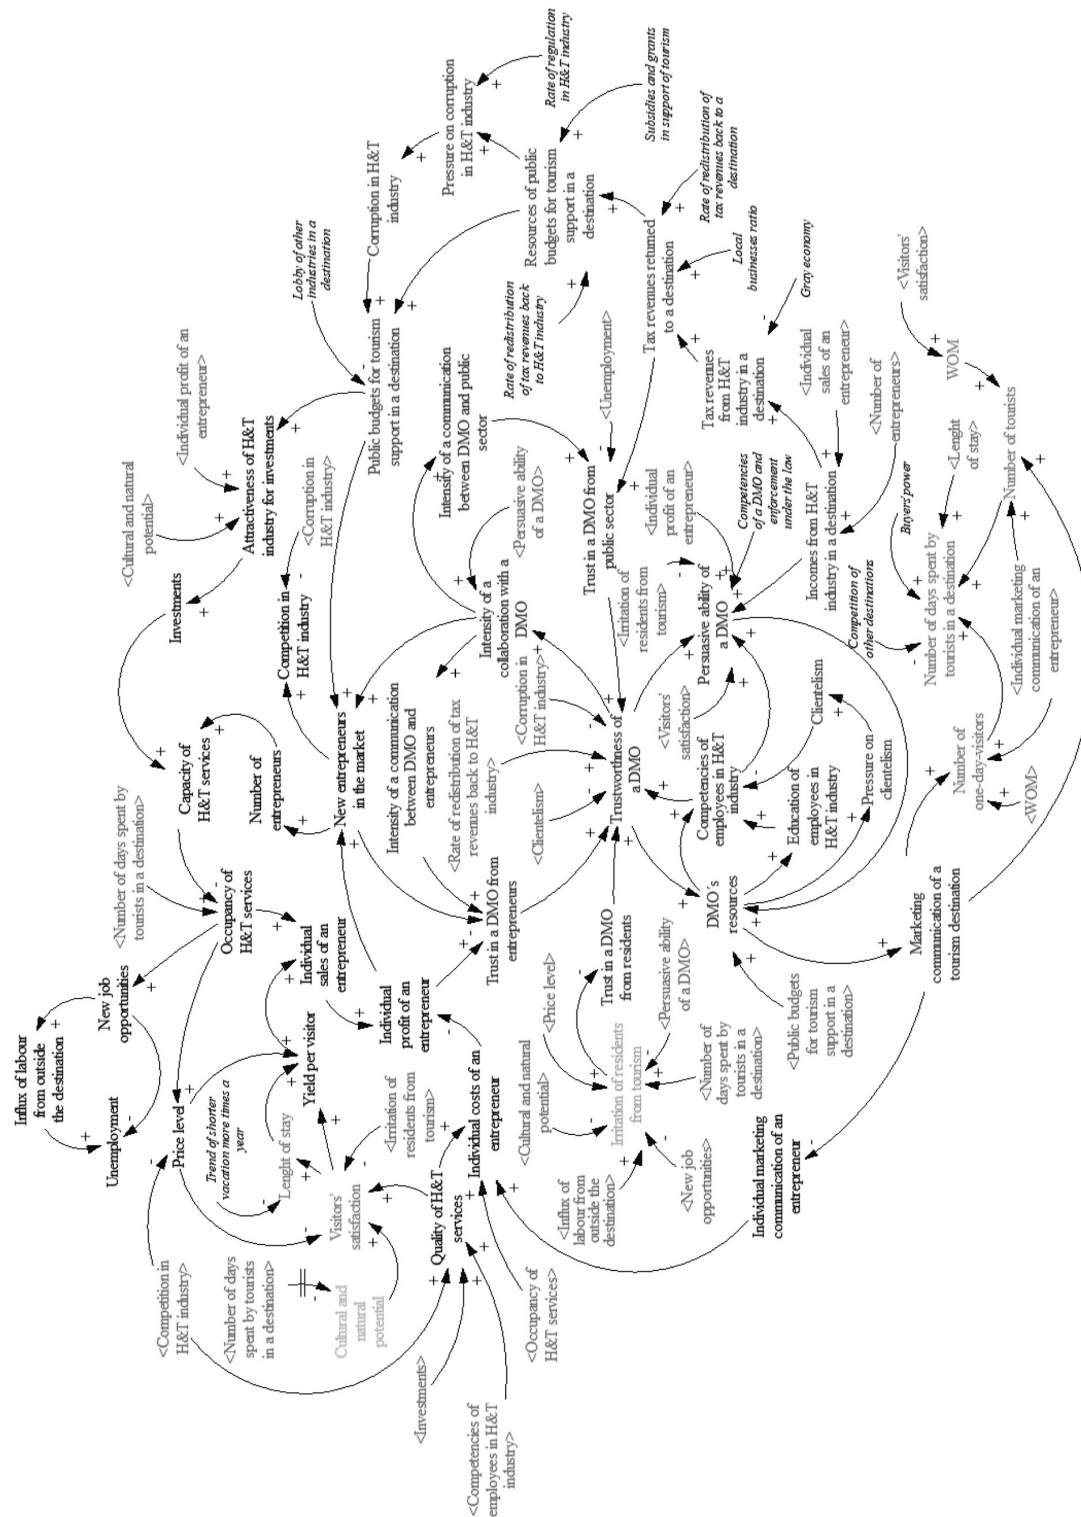 Influx of labour
from outside
the destination
New job
opportunities
Unemployment
<Number of days spent by
tourists in a destination>
Capacity of
H&T services
Investments
<Cultural and natural
potential>
<Individual profit of an
entrepreneur>
Lobby of other
industries in a
destination
<Competition in
H&T industry>
Price level
Trend of shorter
vacation more times a
year
Occupancy of
H&T services
Number of
entrepreneurs
Attractiveness of H&T
industry for investments
<Number of days
spent by tourists
in a destination>
Lenght of stay
Yield per visitor
Individual
sales of an
entrepreneur
Competition in
H&T industry
<Corruption in
H&T industry>
Cultural and
natural
potential
Visitors'
satisfaction
<Irritation of
residents from
tourism>
Individual
profit of an
entrepreneur
New entrepreneurs
in the market
Public budgets for tourism
support in a destination
Corruption in H&T
industry
<Investments>
Quality of H&T
services
Individual costs of an
entrepreneur
Intensity of a communication
between DMO and
entrepreneurs
Intensity of a communication
between DMO and public
sector
Pressure on corruption
in H&T industry
Rate of regulation
in H&T industry
<Competencies of
employees in H&T
industry>
<Occupancy of
H&T services>
Trust in a DMO from
entrepreneurs
<Rate of redistribution of tax
revenues back to H&T
industry>
Intensity of a
collaboration with a
DMO
<Persuasive ability
of a DMO>
Rate of redistribution
of tax revenues back
to H&T industry
Resources of public
budgets for tourism
support in a
destination
Subsidies and grants
in support of tourism
<Cultural and natural
potential>
<Price level>
<Clientelism>
<Corruption in
H&T industry>
<Influx of
labour from
outside the
destination>
Irritation of residents
from tourism
Trust in a DMO
from residents
Trustworthiness of
a DMO
Trust in a DMO from
public sector
<Unemployment>
Tax revenues returned
to a destination
Rate of redistribution of
tax revenues back to a
destination
<New job
opportunities>
<Number of
days spent by
tourists in a
destination>
<Persuasive ability
of a DMO>
<Visitors'
satisfaction>
<Irritation of
residents from
tourism>
<Individual
profit of an
entrepreneur>
Local
businesses ratio
Individual marketing
communication of an
entrepreneur
<Public budgets
for tourism
support in a
destination>
DMO´s
resources
Competencies of
employees in H&T
industry
Persuasive ability of
a DMO
Competencies
of a DMO and
enforcement
under the law
Tax revenues
from H&T
industry in a
destination
Gray economy
Education of
employees in
H&T industry
Clientelism
Incomes from H&T
industry in a destination
<Individual
sales of an
entrepreneur>
Pressure on
clientelism
Competition of
other destinations
<Number of
entrepreneurs>
Marketing
communication of a
tourism destination
Number of
one-day-visitors
Number of days spent by
tourists in a destination
Buyers'power
<Lenght
of stay>
<Visitors'
satisfaction>
WOM
<WOM>
<Individual marketing
communication of an
entrepreneur>
Number of tourists